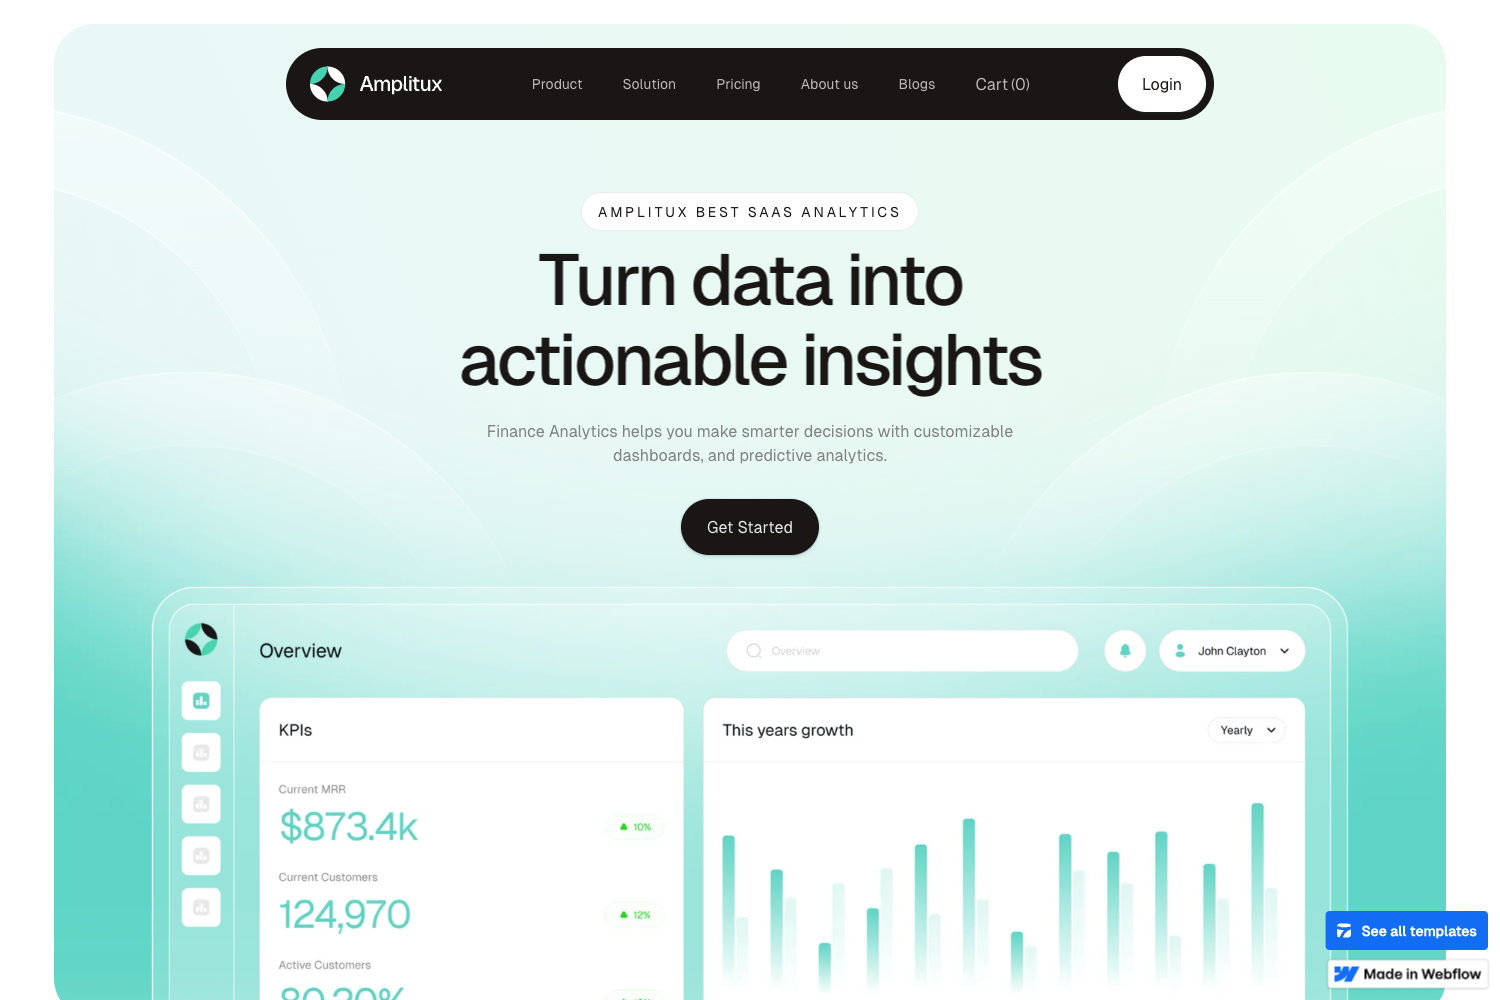 Amplitux
Product
Solution
Pricing
About us
Blogs
Cart (0)
Login
AMPLITUX BEST SAAS ANALYTICS
Turn data into
actionable insights
Finance Analytics helps you make smarter decisions with customizable
dashboards, and predictive analytics.
Get Started
Overview
Overview
John Clayton
KPIs
Current MRR
$873.4k
10%
Current Customers
124,970
12%
Active Customers
80.20%
This years growth
Yearly
See all templates
Made in Webflow